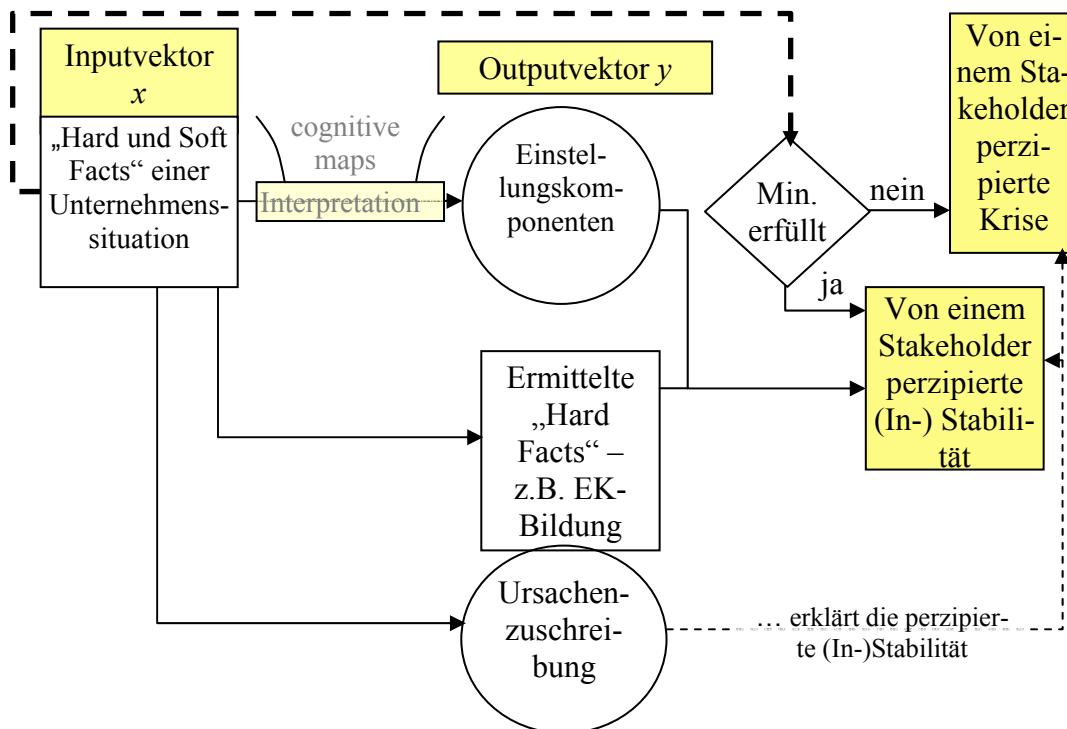 Inputvektor
x
„Hard und Soft
Facts“ einer
Unternehmens-
situation
cognitive
maps
Interpretation
Outputvektor y
Einstel-
lungskom-
ponenten
Ermittelte
„Hard
Facts“ –
z.B. EK-
Bildung
Ursachen-
zuschrei-
bung
Min.
erfüllt
nein
ja
Von ei-
nem Sta-
keholder
perzi-
pierte
Krise
Von einem
Stakeholder
perzipierte
(In-) Stabili-
tät
… erklärt die perzipier-
te (In-)Stabilität